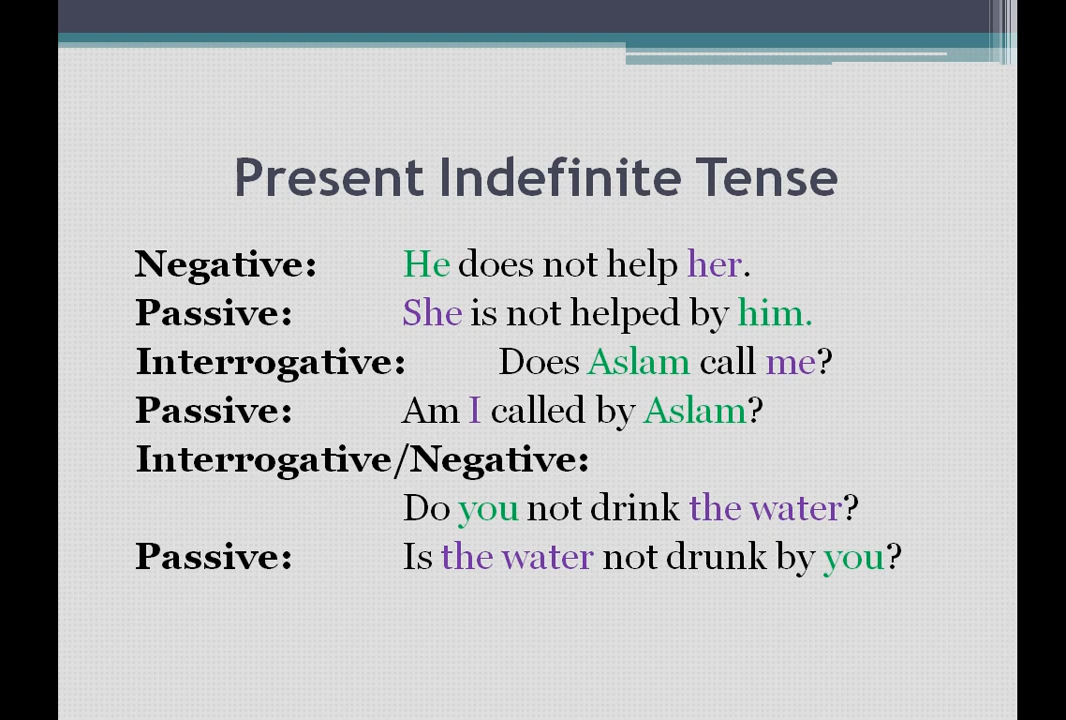 Present Indefinite Tense
Negative: He does not help her.
Passive: She is not helped by him.
Interrogative: Does Aslam call me?
Passive: Am I called by Aslam?
Interrogative/Negative:
Do you not drink the water?
Passive: Is the water not drunk by you?